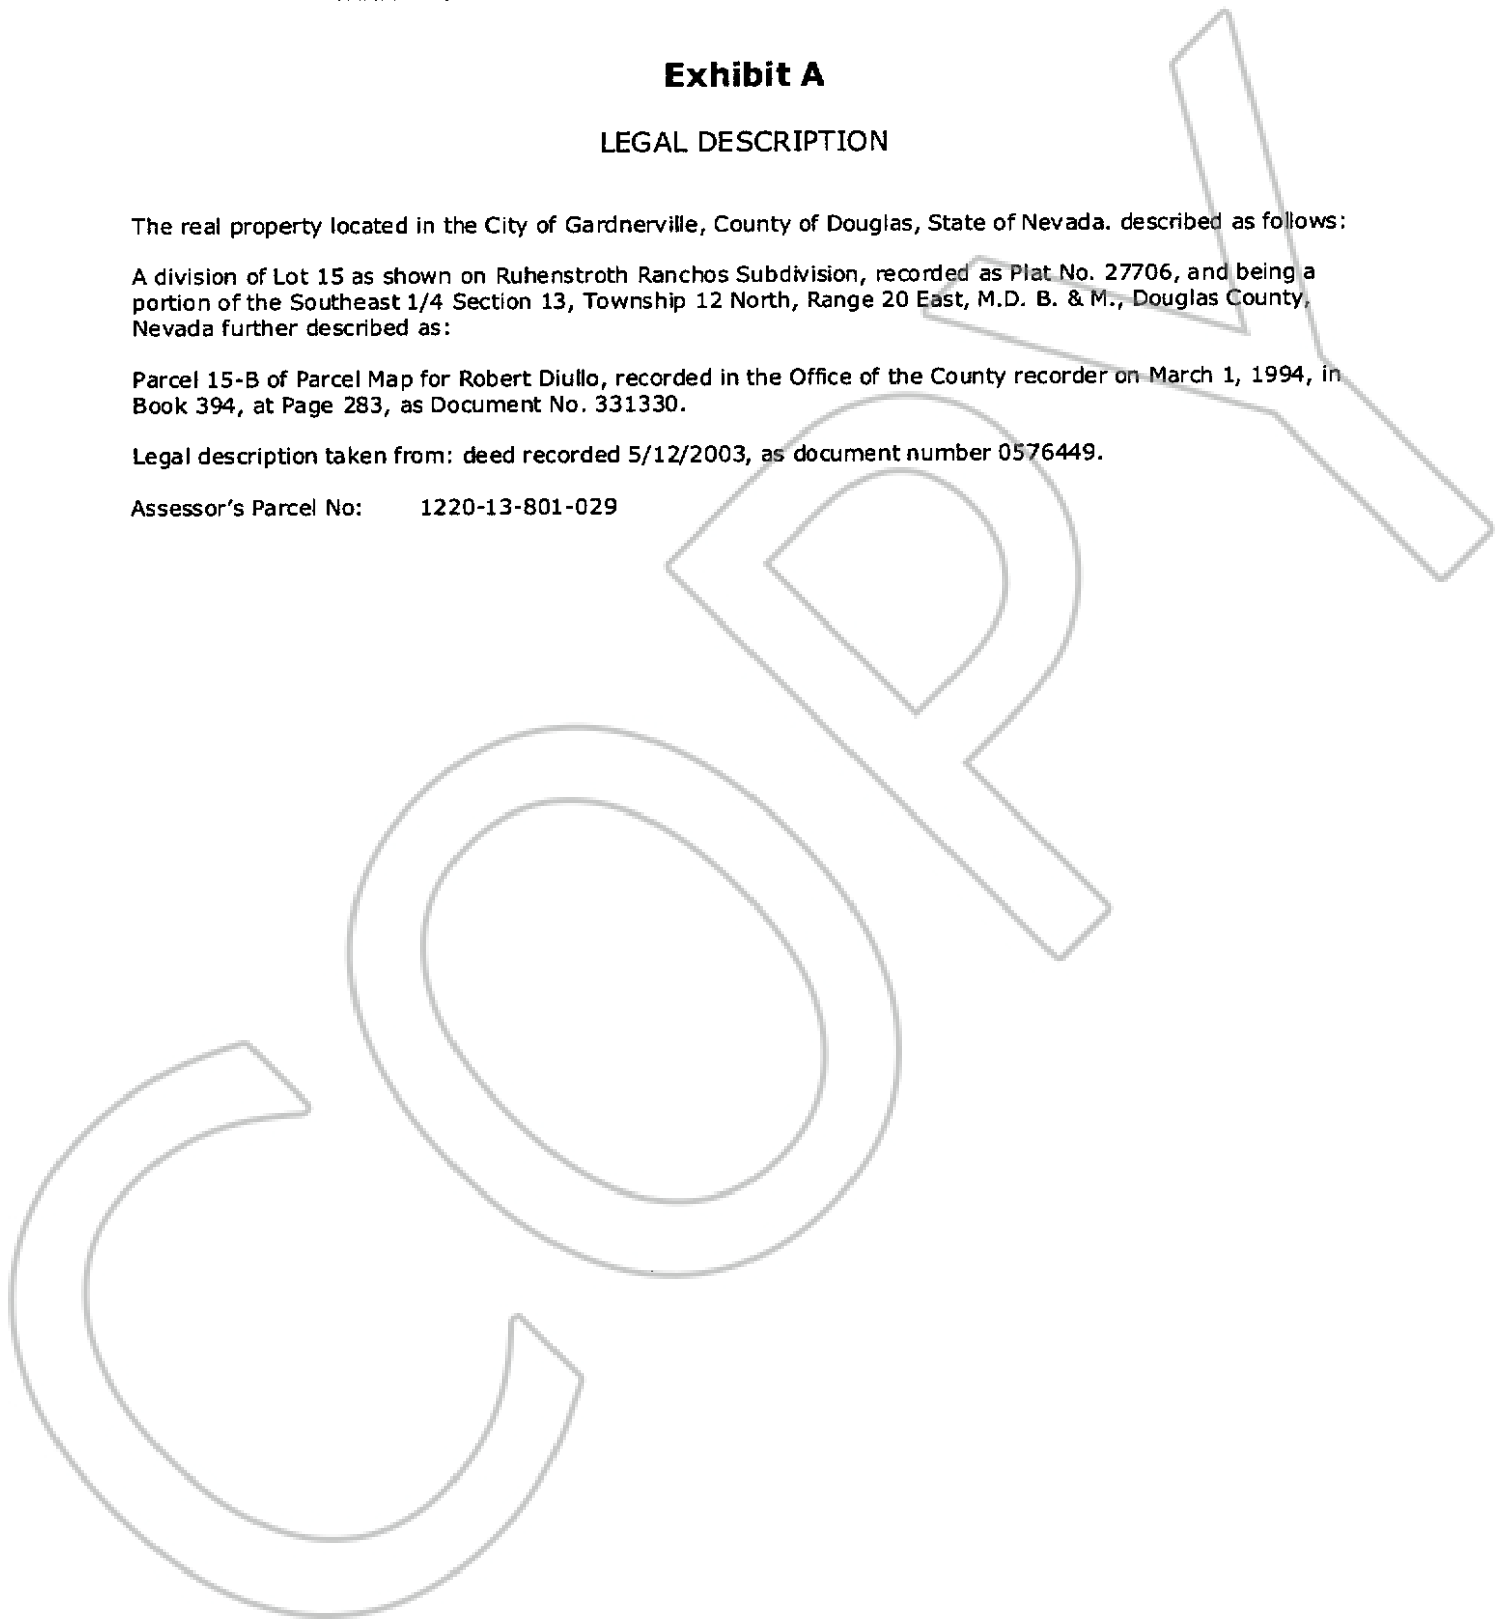 Exhibit A
LEGAL DESCRIPTION
The real property located in the City of Gardnerville, County of Douglas, State of Nevada. described as follows:
A division of Lot 15 as shown on Ruhenstroth Ranchos Subdivision, recorded as Plat No. 27706, and being a
portion of the Southeast 1/4 Section 13, Township 12 North, Range 20 East, M.D. B. & M., Douglas County,
Nevada further described as:
Parcel 15-B of Parcel Map for Robert Diullo, recorded in the Office of the County recorder on March 1, 1994, in
Book 394, at Page 283, as Document No. 331330.
Legal description taken from: deed recorded 5/12/2003, as document number 0576449.
Assessor's Parcel No: 1220-13-801-029
COPY